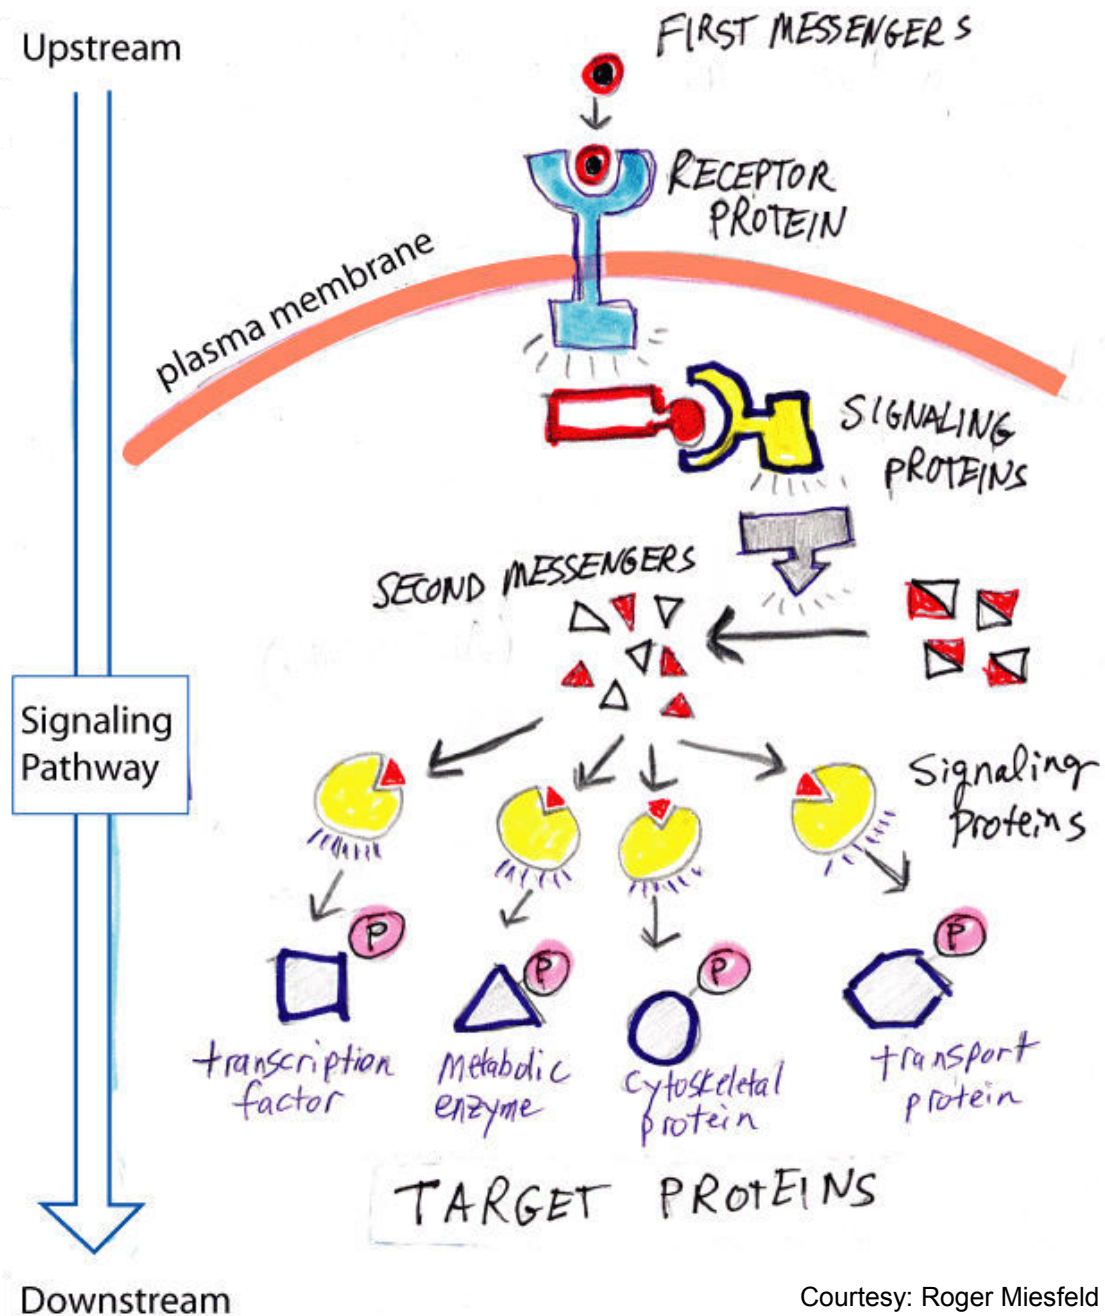 Upstream
FIRST MESSENGERS
RECEPTOR
PROTEIN
plasma membrane
SIGNALING
PROTEINS
SECOND MESSENGERS
Signaling
Pathway
Signaling
Proteins
P
P
P
P
transcription
factor
Metabolic
enzyme
Cytoskeletal
protein
transport
protein
TARGET PROTEINS
Downstream
Courtesy: Roger Miesfeld